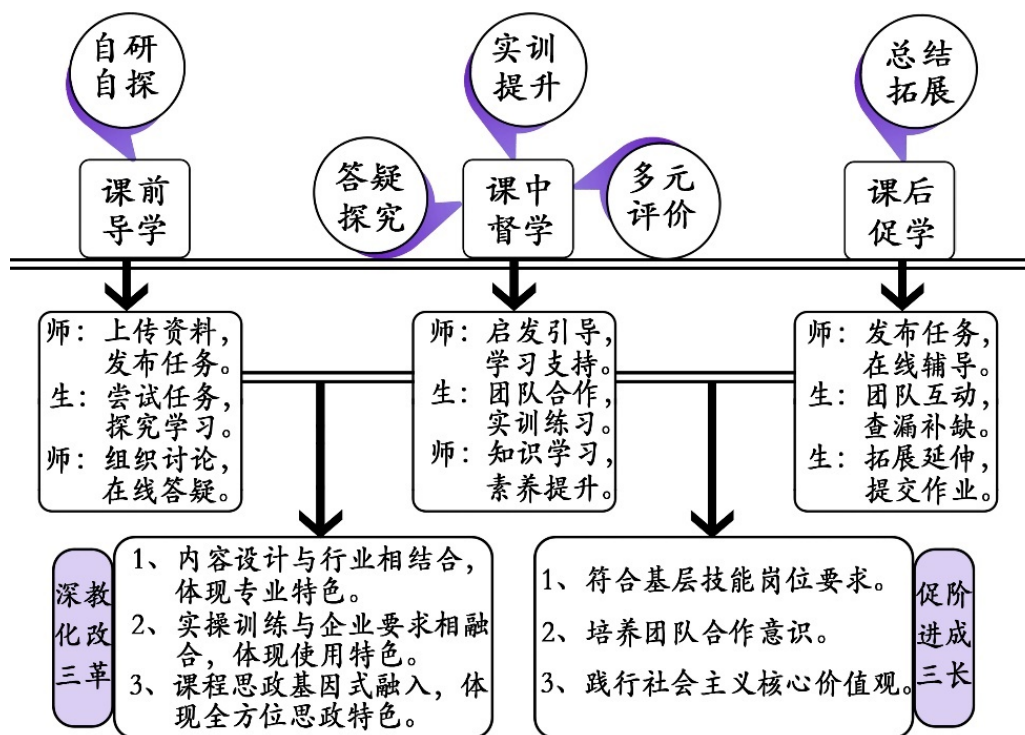 自研
自探
实训
提升
总结
拓展
课前
导学
答疑
探究
课中
督学
多元
评价
课后
促学
师：上传资料，
发布任务。
生：尝试任务，
探究学习。
师：组织讨论，
在线答疑。
师：启发引导，
学习支持。
生：团队合作，
实训练习。
师：知识学习，
素养提升。
师：发布任务，
在线辅导。
生：团队互动，
查漏补缺。
生：拓展延伸，
提交作业。
深教
化改
三革
1、内容设计与行业相结合，
体现专业特色。
2、实操训练与企业要求相融
合，体现使用特色。
3、课程思政基因式融入，体
现全方位思政特色。
1、符合基层技能岗位要求。
2、培养团队合作意识。
3、践行社会主义核心价值观。
促阶
进成
三长